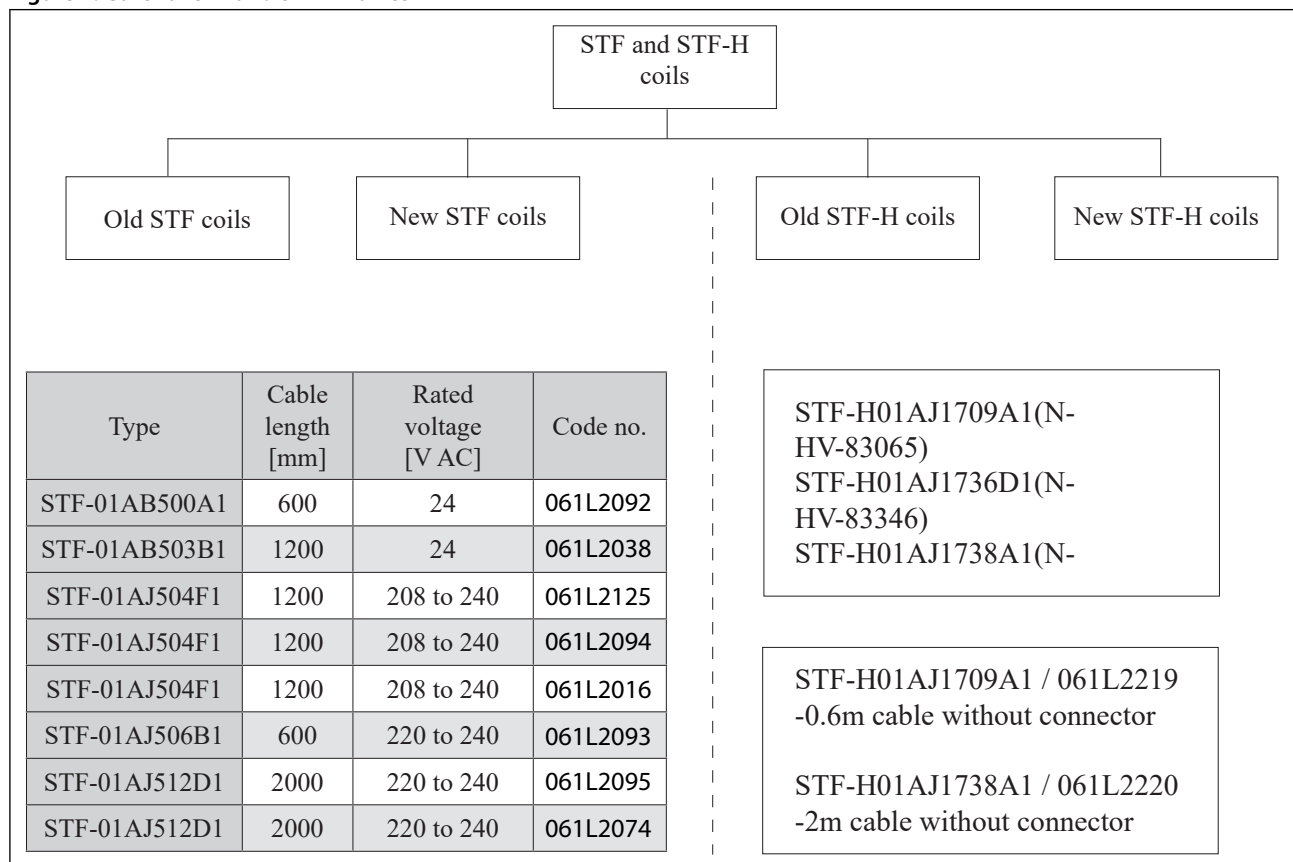 STF and STF-H
coils
Old STF coils
New STF coils
Old STF-H coils
New STF-H coils
Type Cable length [mm] Rated voltage [V AC] Code no.
STF-01AB500A1 600 24 061L2092
STF-01AB503B1 1200 24 061L2038
STF-01AJ504F1 1200 208 to 240 061L2125
STF-01AJ504F1 1200 208 to 240 061L2094
STF-01AJ504F1 1200 208 to 240 061L2016
STF-01AJ506B1 600 220 to 240 061L2093
STF-01AJ512D1 2000 220 to 240 061L2095
STF-01AJ512D1 2000 220 to 240 061L2074
STF-H01AJ1709A1(N-
HV-83065)
STF-H01AJ1736D1(N-
HV-83346)
STF-H01AJ1738A1(N-
STF-H01AJ1709A1 / 061L2219
-0.6m cable without connector
STF-H01AJ1738A1 / 061L2220
-2m cable without connector